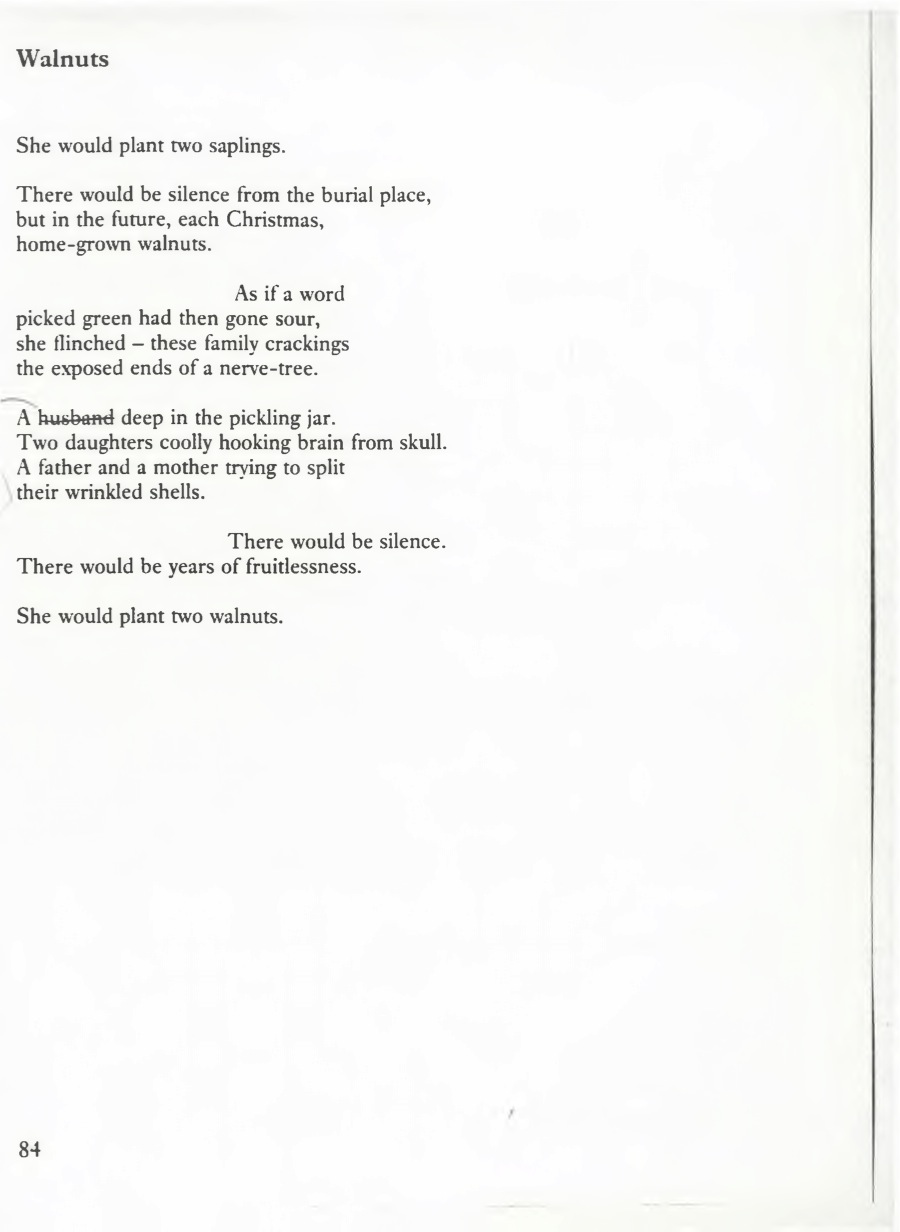 Walnuts
She would plant two saplings.
There would be silence from the burial place,
but in the future, each Christmas,
home-grown walnuts.
As if a word
picked green had then gone sour,
she flinched – these family crackings
the exposed ends of a nerve-tree.
A husband deep in the pickling jar.
Two daughters coolly hooking brain from skull.
A father and a mother trying to split
their wrinkled shells.
There would be silence.
There would be years of fruitlessness.
She would plant two walnuts.
84